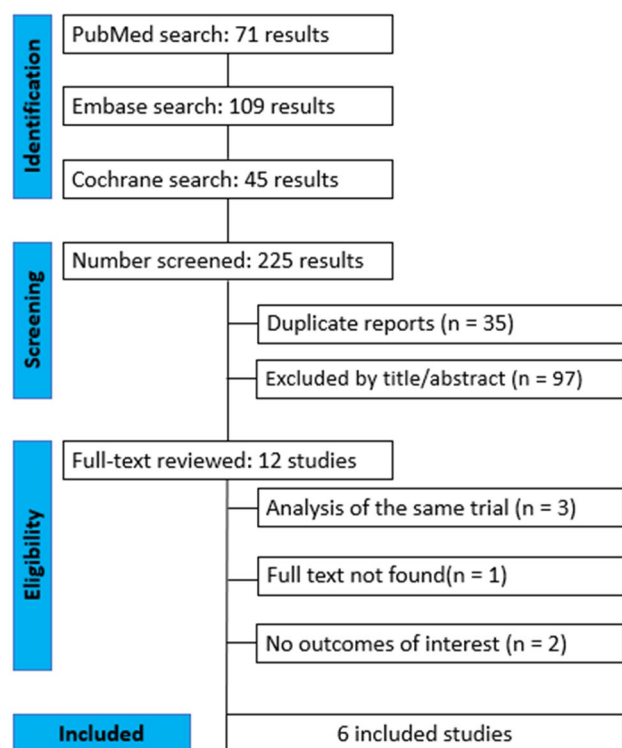 Identification
PubMed search: 71 results
Embase search: 109 results
Cochrane search: 45 results
Screening
Number screened: 225 results
Duplicate reports (n = 35)
Excluded by title/abstract (n = 97)
Eligibility
Full-text reviewed: 12 studies
Analysis of the same trial (n = 3)
Full text not found(n = 1)
No outcomes of interest (n = 2)
Included
6 included studies